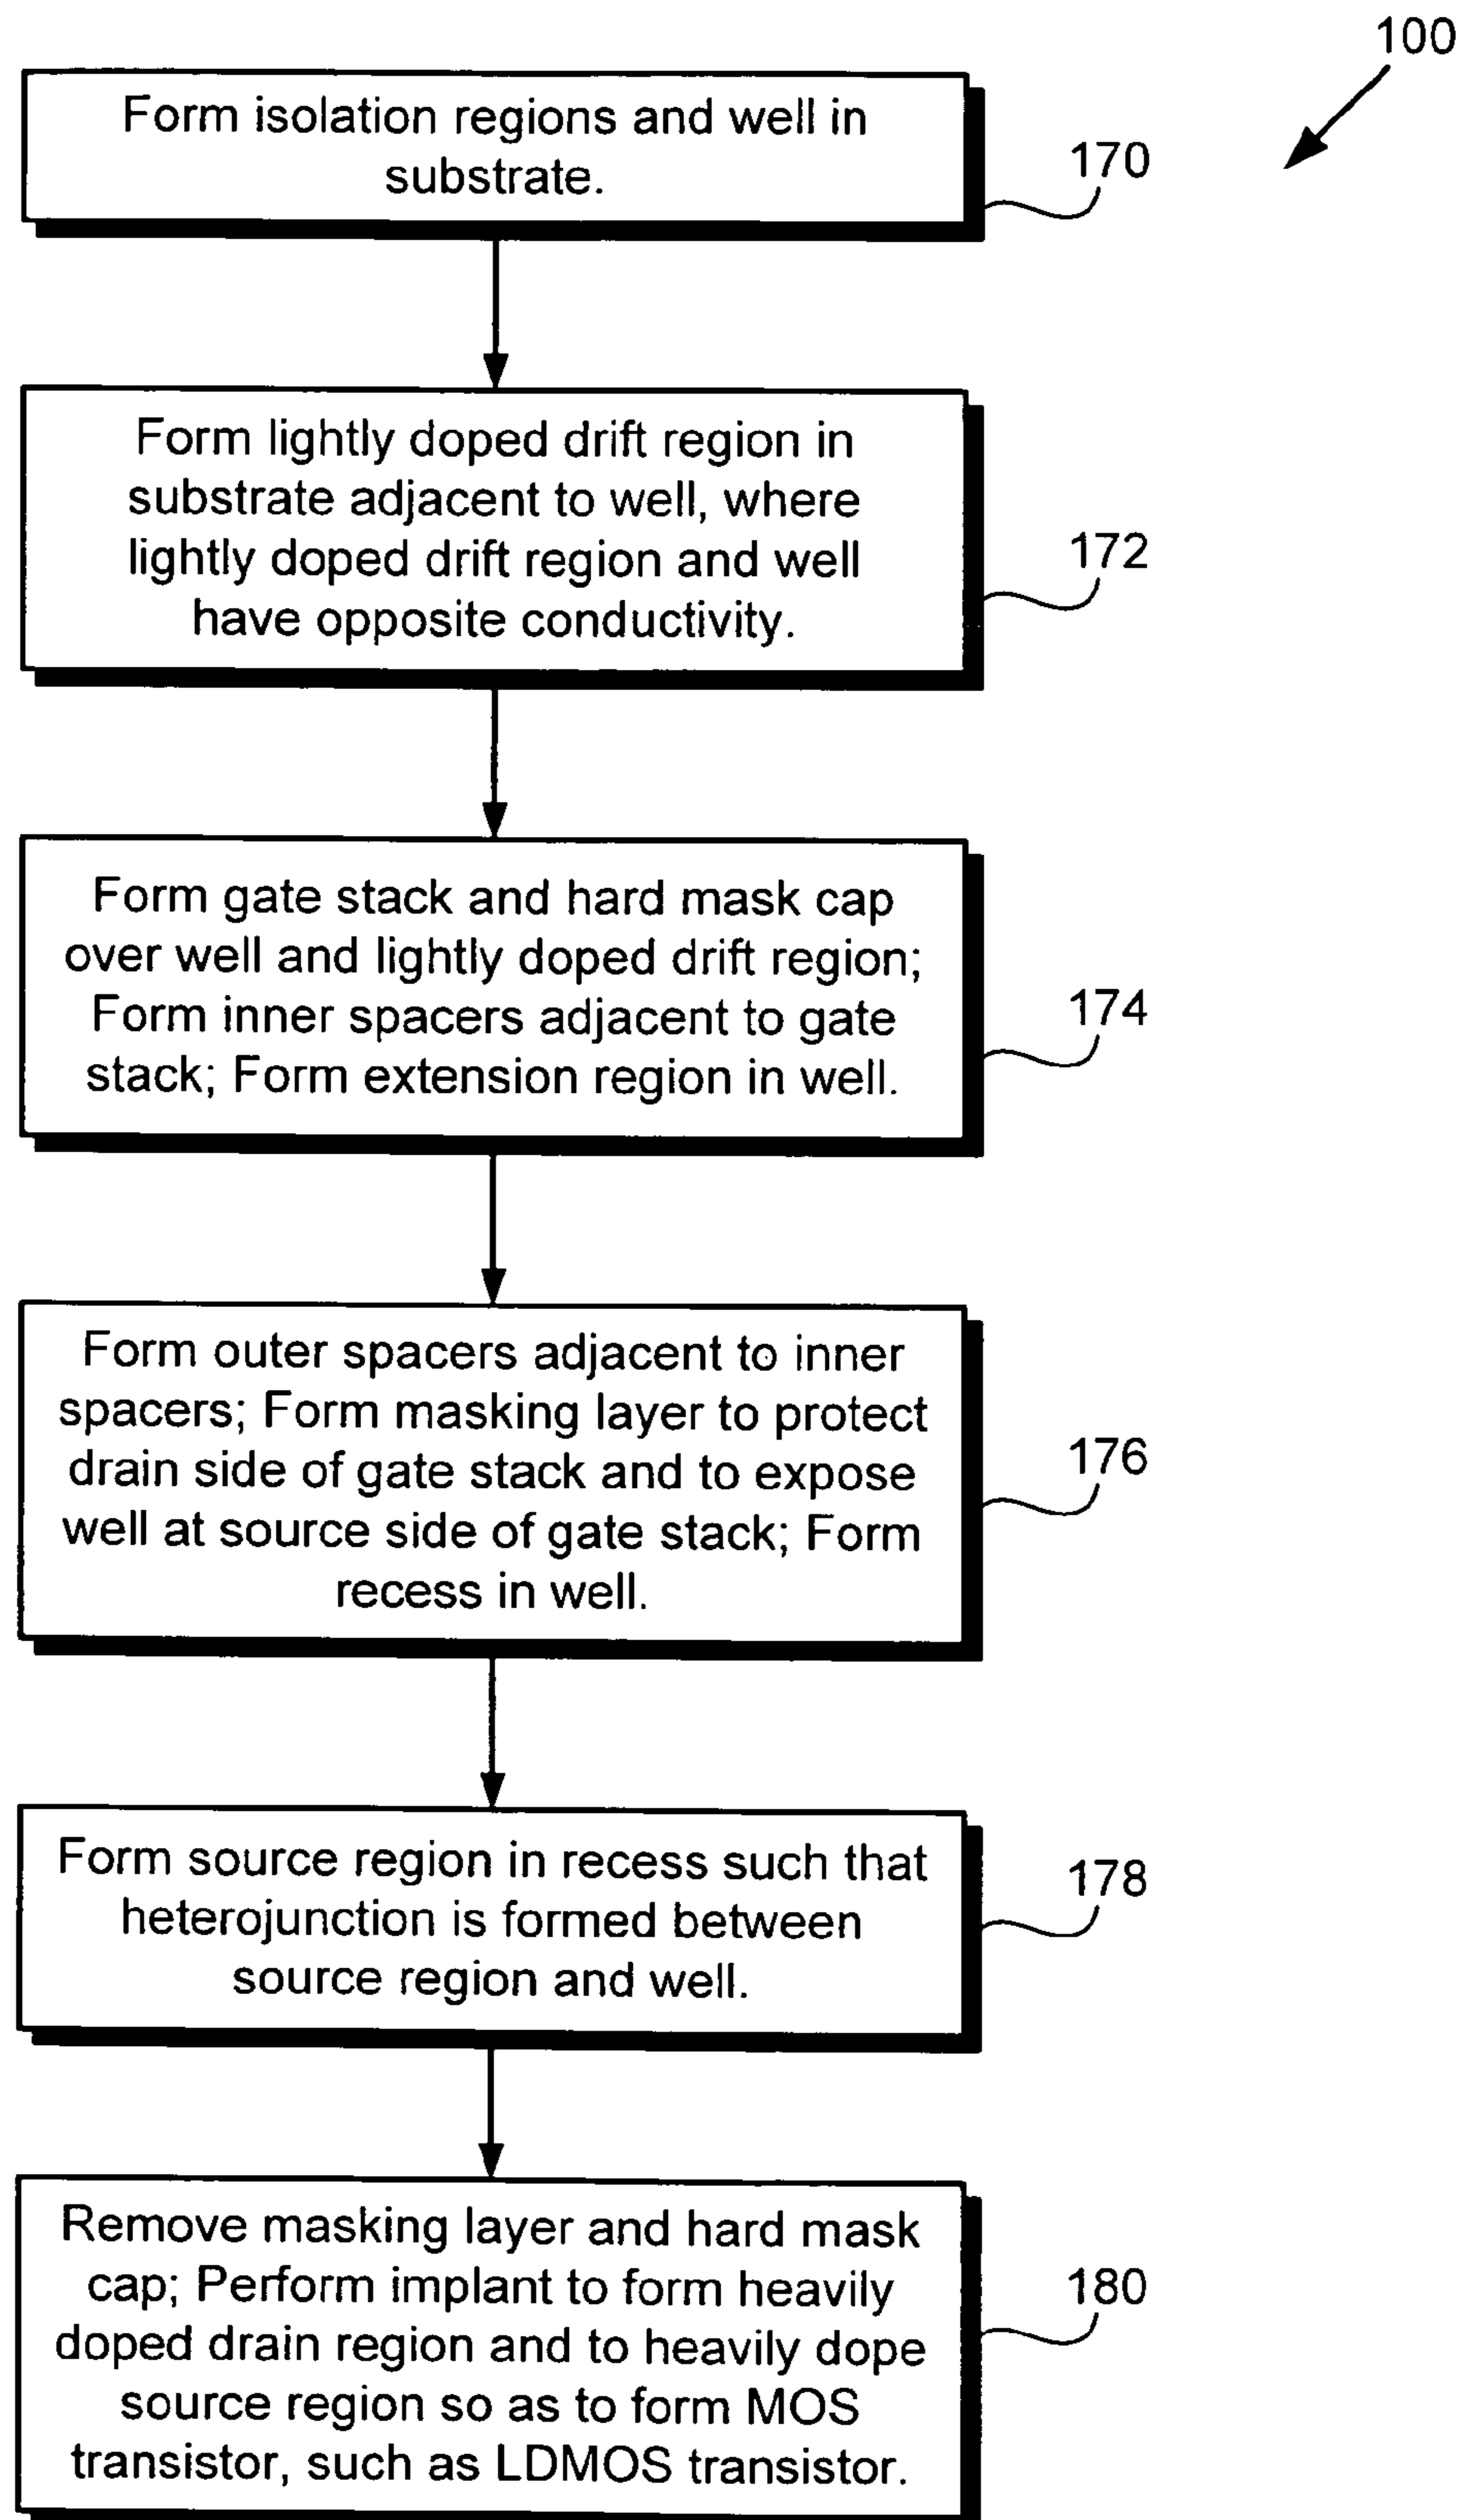 100
Form isolation regions and well in
substrate.
170
Form lightly doped drift region in
substrate adjacent to well, where
lightly doped drift region and well
have opposite conductivity.
172
Form gate stack and hard mask cap
over well and lightly doped drift region;
Form inner spacers adjacent to gate
stack; Form extension region in well.
174
Form outer spacers adjacent to inner
spacers; Form masking layer to protect
drain side of gate stack and to expose
well at source side of gate stack; Form
recess in well.
176
Form source region in recess such that
heterojunction is formed between
source region and well.
178
Remove masking layer and hard mask
cap; Perform implant to form heavily
doped drain region and to heavily dope
source region so as to form MOS
transistor, such as LDMOS transistor.
180